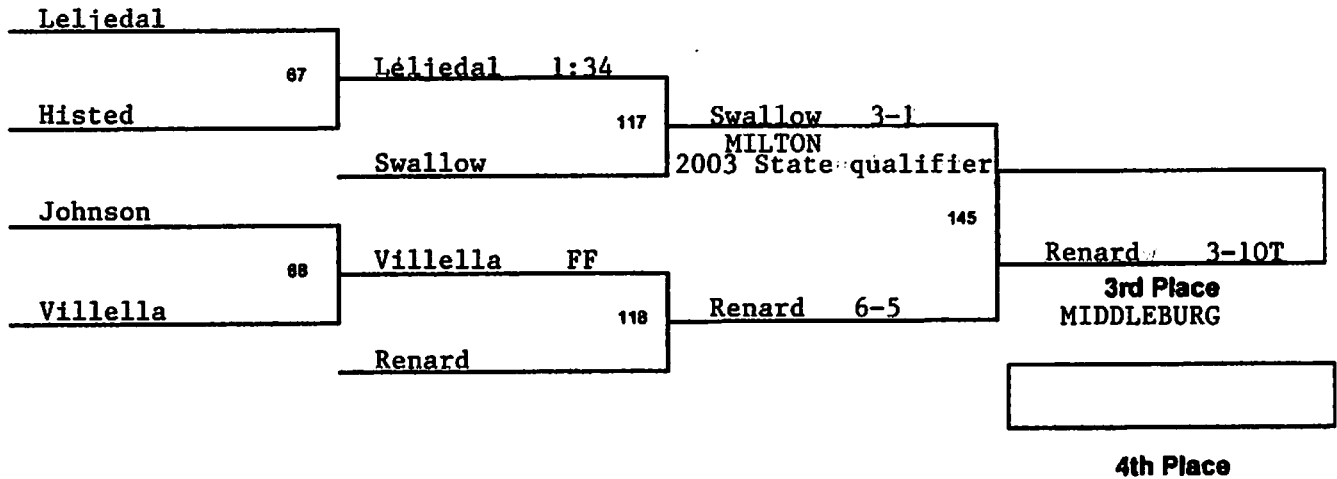 Leljedal
67
Léljedal 1:34
Histed
117
Swallow 3-1
MILTON
Swallow
2003 State qualifier
Johnson
145
68
Villella FF
Renard 3-1OT
3rd Place
Villella
118
Renard 6-5
MIDDLEBURG
Renard
4th Place